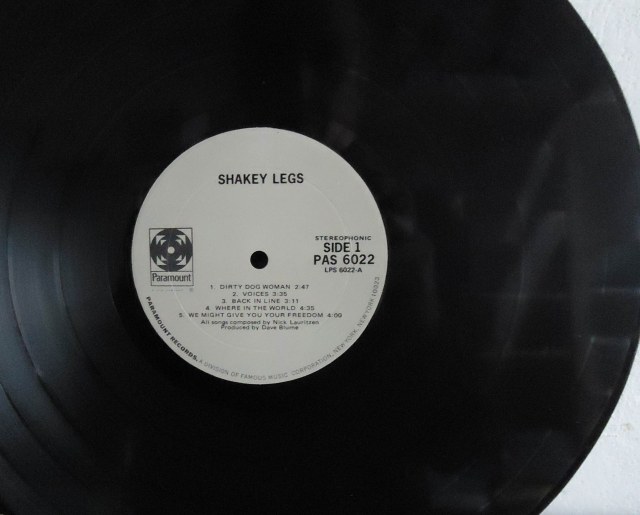 SHAKEY LEGS
STEREOPHONIC
SIDE 1
PAS 6022
LPS 6022-A
Paramount
1. DIRTY DOG WOMAN 2:47
2. VOICES 3:35
3. BACK IN LINE 3:11
4. WHERE IN THE WORLD 4:35
5. WE MIGHT GIVE YOU YOUR FREEDOM 4:00
All songs composed by Nick Lauritzen
Produced by Dave Blume
PARAMOUNT RECORDS, A DIVISION OF FAMOUS MUSIC CORPORATION, NEW YORK, NEW YORK 10023